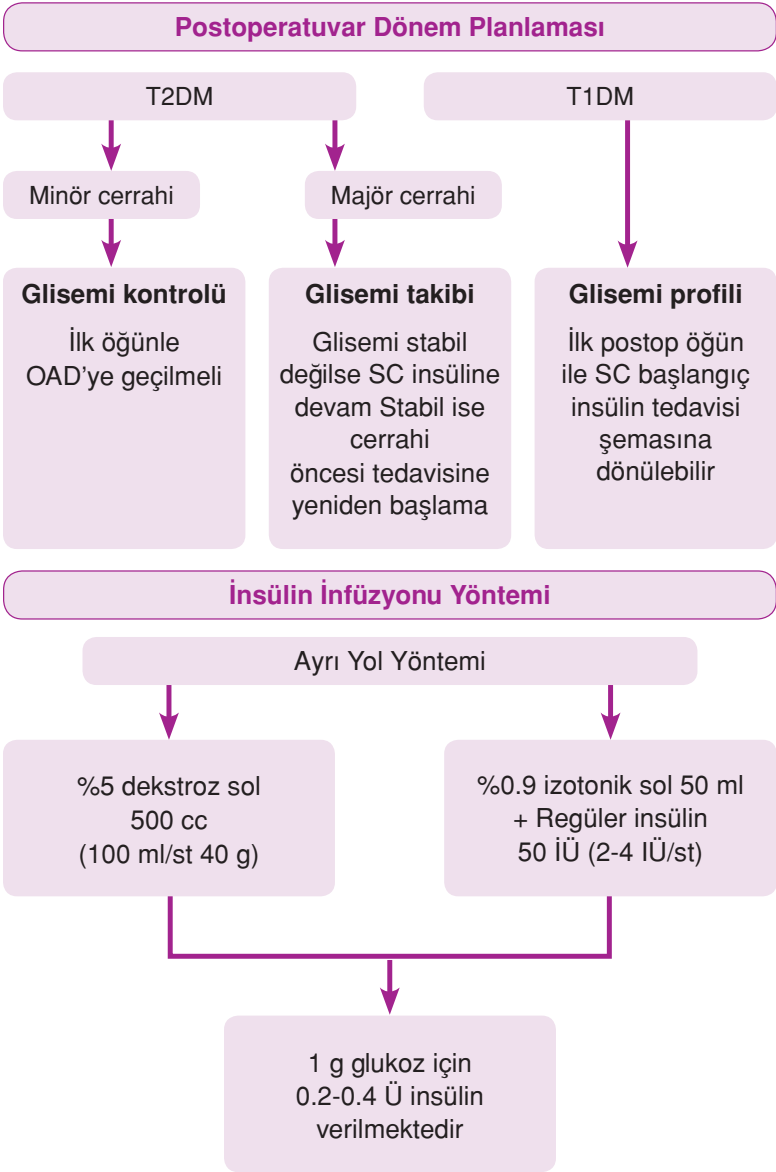 Postoperatuvar Dönem Planlaması
T2DM
T1DM
Minör cerrahi
Majör cerrahi
Glisemi kontrolü
İlk öğünle
OAD'ye geçilmeli
Glisemi takibi
Glisemi stabil
değilse SC insüline
devam Stabil ise
cerrahi
öncesi tedavisine
yeniden başlama
Glisemi profili
İlk postop öğün
ile SC başlangıç
insülin tedavisi
şemasına
dönülebilir
İnsülin İnfüzyonu Yöntemi
Ayrı Yol Yöntemi
%5 dekstroz sol
500 cc
(100 ml/st 40 g)
%0.9 izotonik sol 50 ml
+ Regüler insülin
50 İÜ (2-4 IÜ/st)
1 g glukoz için
0.2-0.4 Ü insülin
verilmektedir